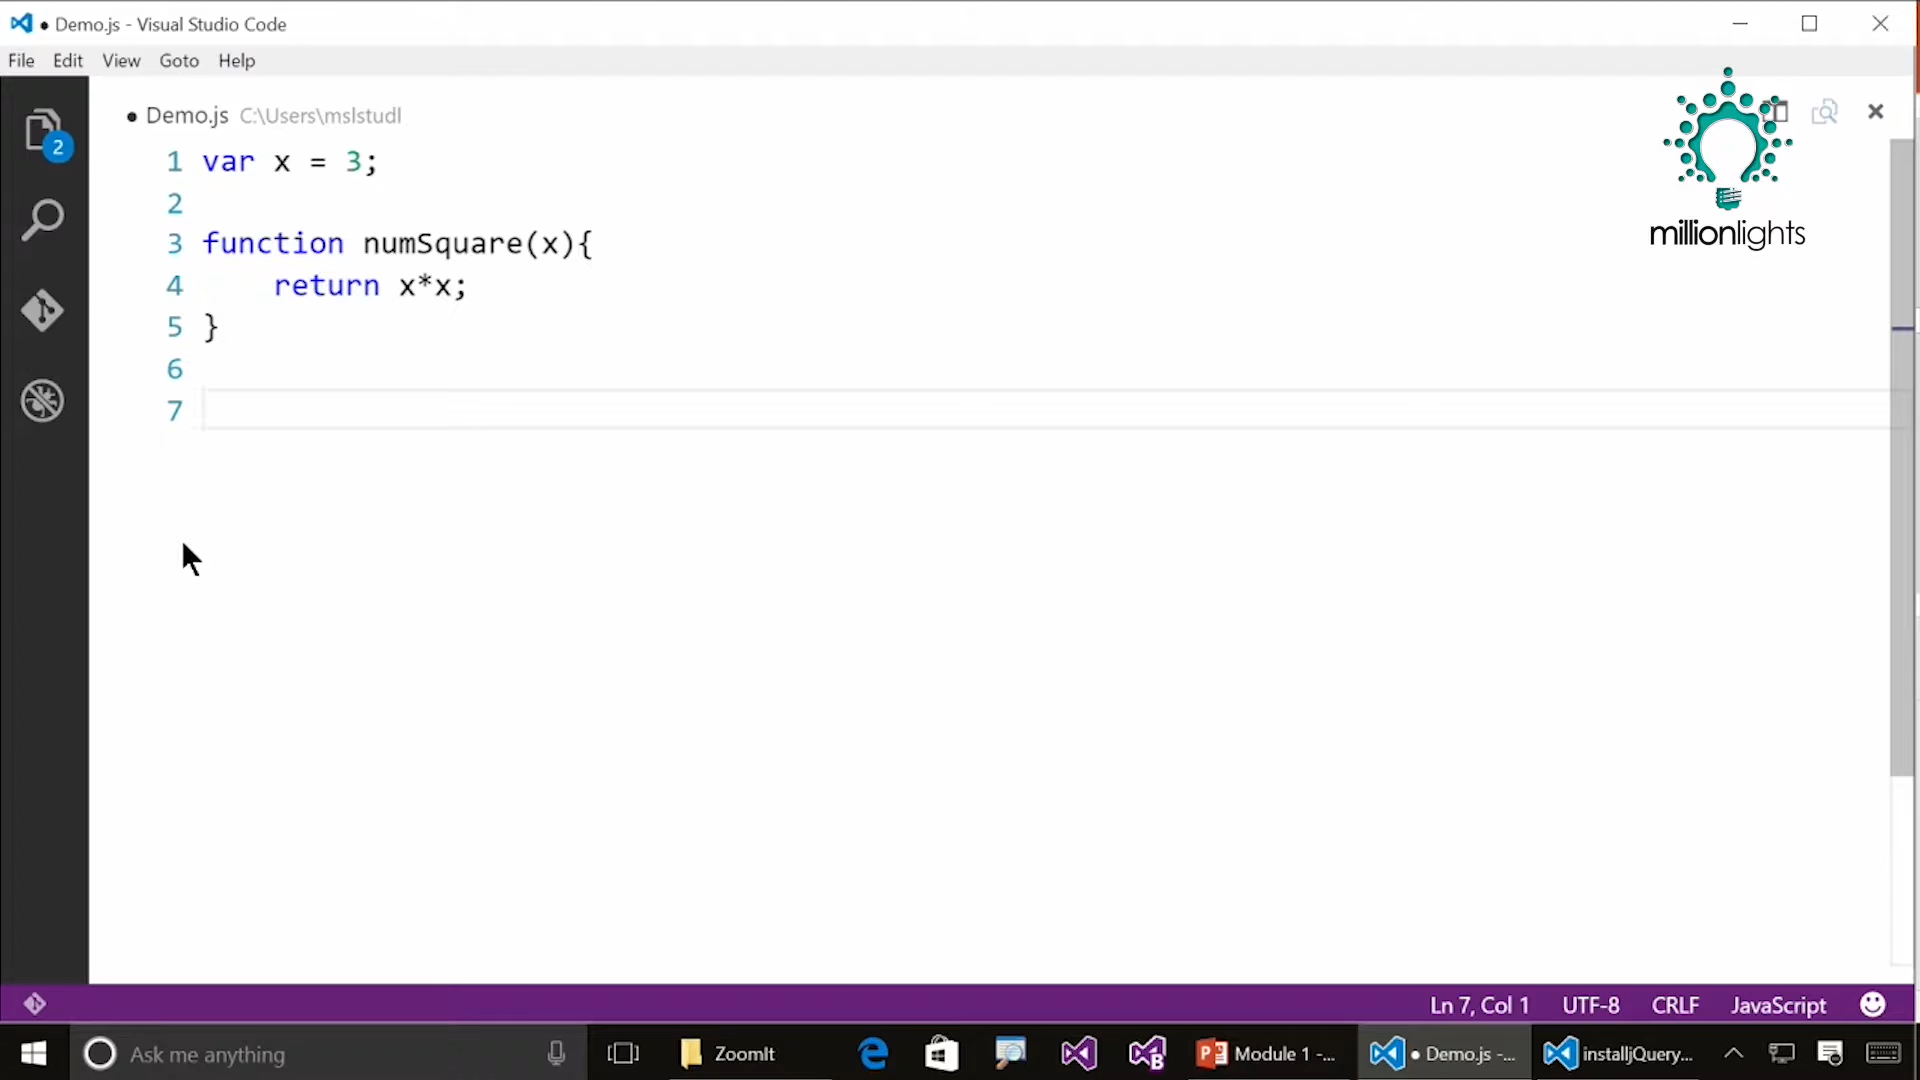 ● Demo.js - Visual Studio Code
File Edit View Goto Help
● Demo.js C:\Users\mslstudl
2
millionlights
1 var x = 3;
2
3 function numSquare(x){
4     return x*x;
5 }
6
7
Ln 7, Col 1 UTF-8 CRLF JavaScript
Ask me anything ZoomIt Module 1 -... ● Demo.js -... installjQuery...